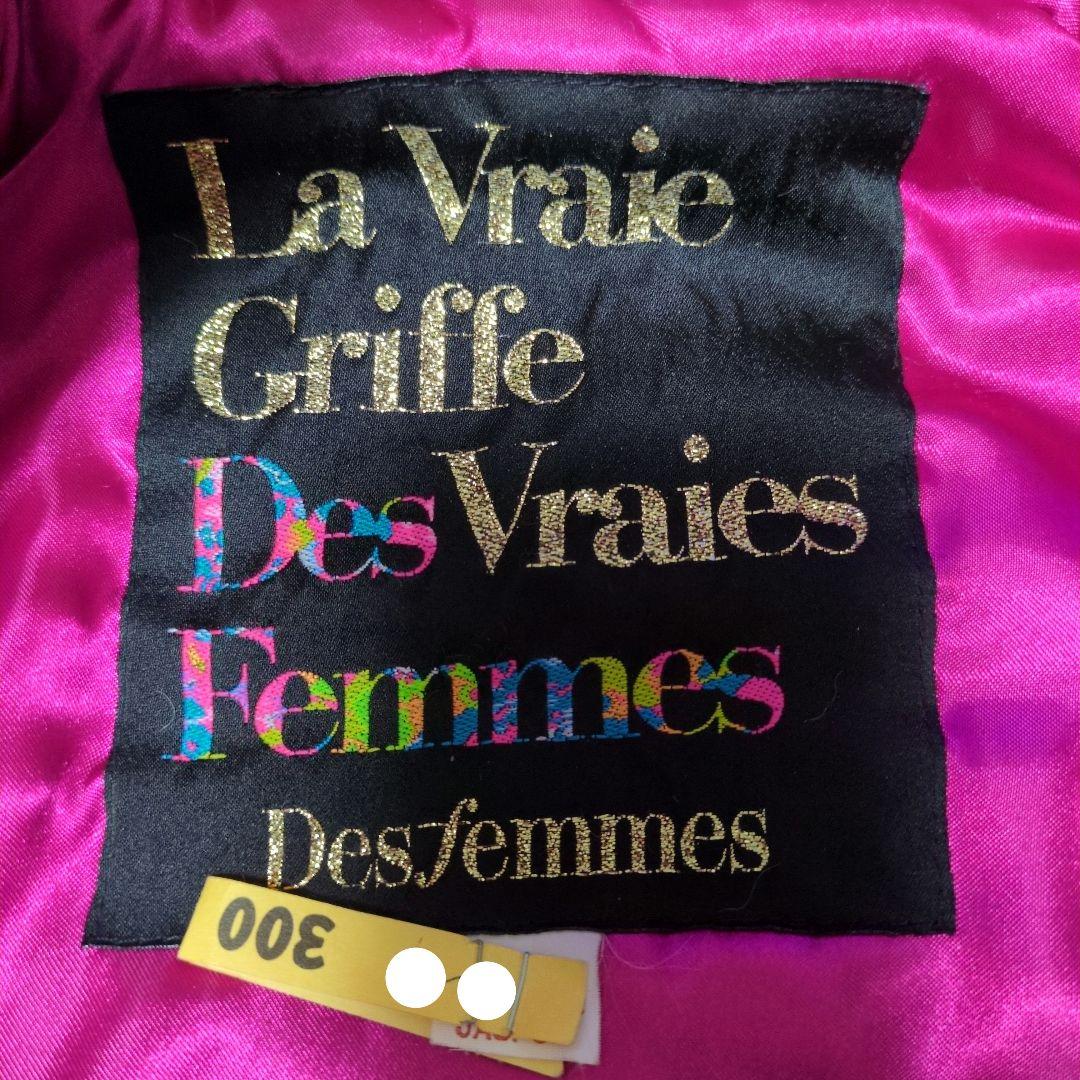 La Vraie
Griffe
Des Vraies
Femmes
Desfemmes
300